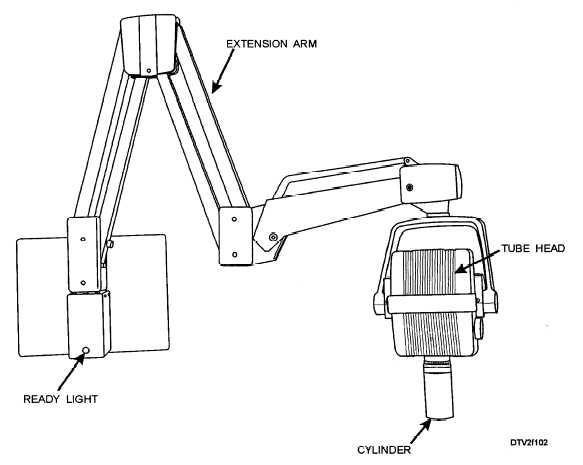 EXTENSION ARM
TUBE HEAD
READY LIGHT
CYLINDER
DTV2f102